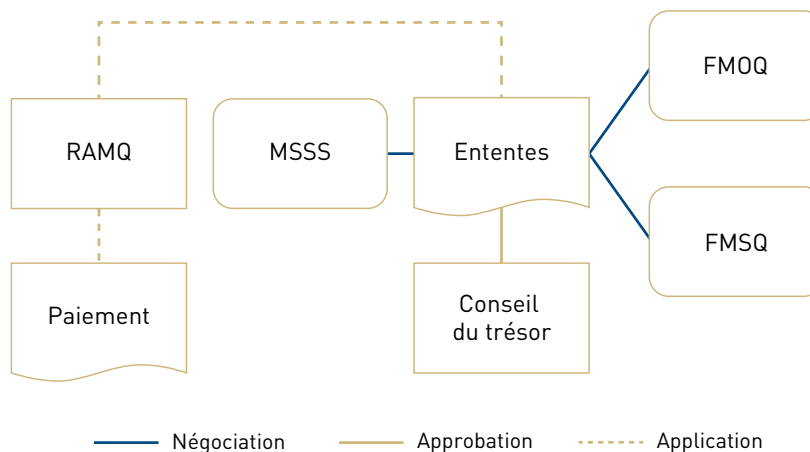 FMOQ
RAMQ
MSSS
Ententes
FMSQ
Paiement
Conseil
du trésor
Négociation
Approbation
Application